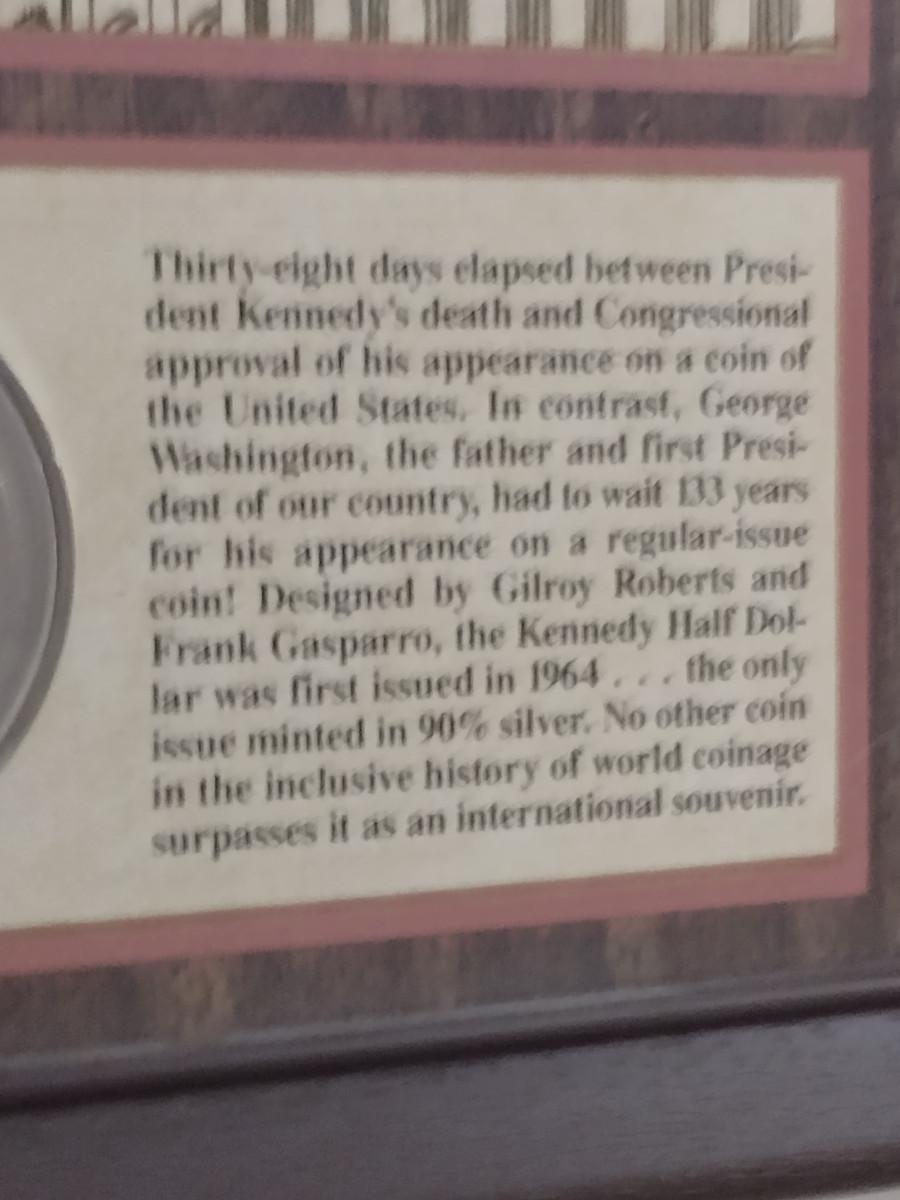 Thirty-eight days elapsed between Presi-
dent Kennedy's death and Congressional
approval of his appearance on a coin of
the United States. In contrast, George
Washington, the father and first Presi-
dent of our country, had to wait 133 years
for his appearance on a regular-issue
coin! Designed by Gilroy Roberts and
Frank Gasparro, the Kennedy Half Dol-
lar was first issued in 1964 . . . the only
issue minted in 90% silver. No other coin
in the inclusive history of world coinage
surpasses it as an international souvenir.